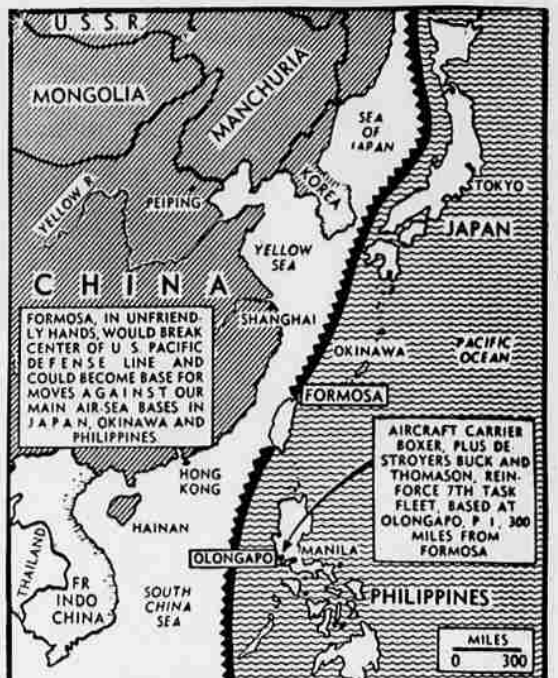 U.S.S.R.
MONGOLIA
MANCHURIA
SEA
OF
JAPAN
YELLOW R
PEIPING
KOREA
TOKYO
JAPAN
YELLOW
SEA
CHINA
SHANGHAI
FORMOSA, IN UNFRIEND-
LY HANDS, WOULD BREAK
CENTER OF U S PACIFIC
DEFENSE LINE AND
COULD BECOME BASE FOR
MOVES AGAINST OUR
MAIN AIR-SEA BASES IN
JAPAN, OKINAWA AND
PHILIPPINES
PACIFIC
OCEAN
OKINAWA
FORMOSA
AIRCRAFT CARRIER
BOXER, PLUS DE-
STROYERS BUCK AND
THOMASON, REIN-
FORCE 7TH TASK
FLEET, BASED AT
OLONGAPO, P I, 300
MILES FROM
FORMOSA
HONG
KONG
HAINAN
THAILAND
FR
INDO
CHINA
SOUTH
CHINA
SEA
OLONGAPO
MANILA
PHILIPPINES
MILES
0 300